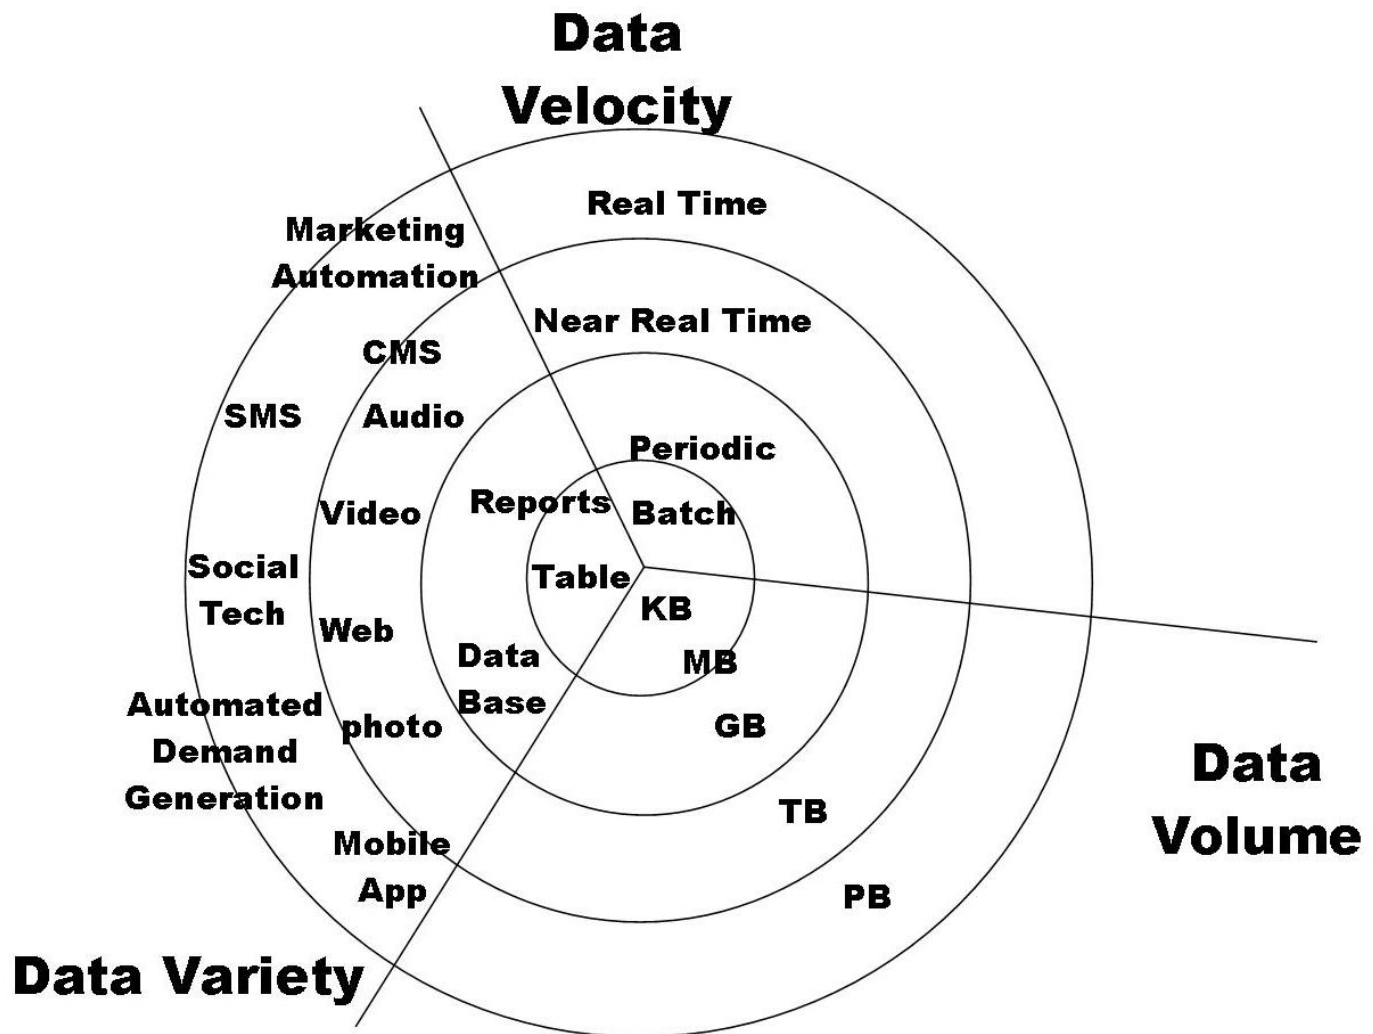 Data
Velocity
Real Time
Near Real Time
Periodic
Batch
Marketing
Automation
CMS
SMS
Audio
Reports
Video
Social
Tech
Table
Web
Data
Base
Automated
Demand
Generation
photo
Mobile
App
Data Variety
KB
MB
GB
TB
PB
Data
Volume